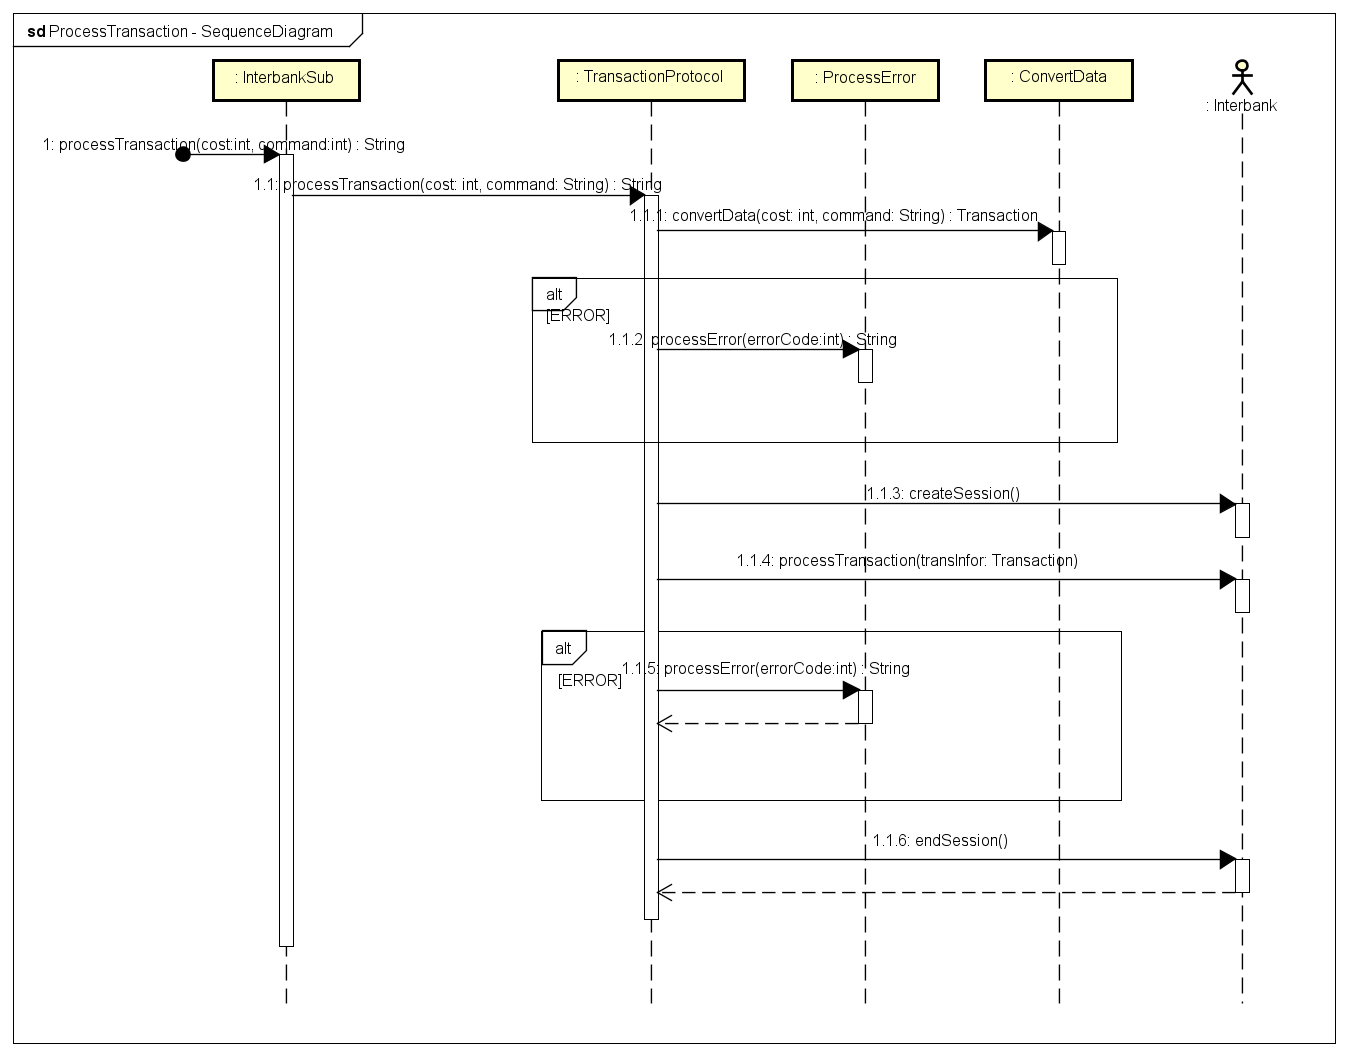 sd ProcessTransaction - SequenceDiagram
: InterbankSub
: TransactionProtocol
: ProcessError
: ConvertData
: Interbank
1: processTransaction(cost:int, command:int) : String
1.1: processTransaction(cost: int, command: String) : String
1.1.1: convertData(cost: int, command: String) : Transaction
alt
[ERROR]
1.1.2: processError(errorCode:int) : String
1.1.3: createSession()
1.1.4: processTransaction(transInfor: Transaction)
alt
1.1.5: processError(errorCode:int) : String
[ERROR]
1.1.6: endSession()